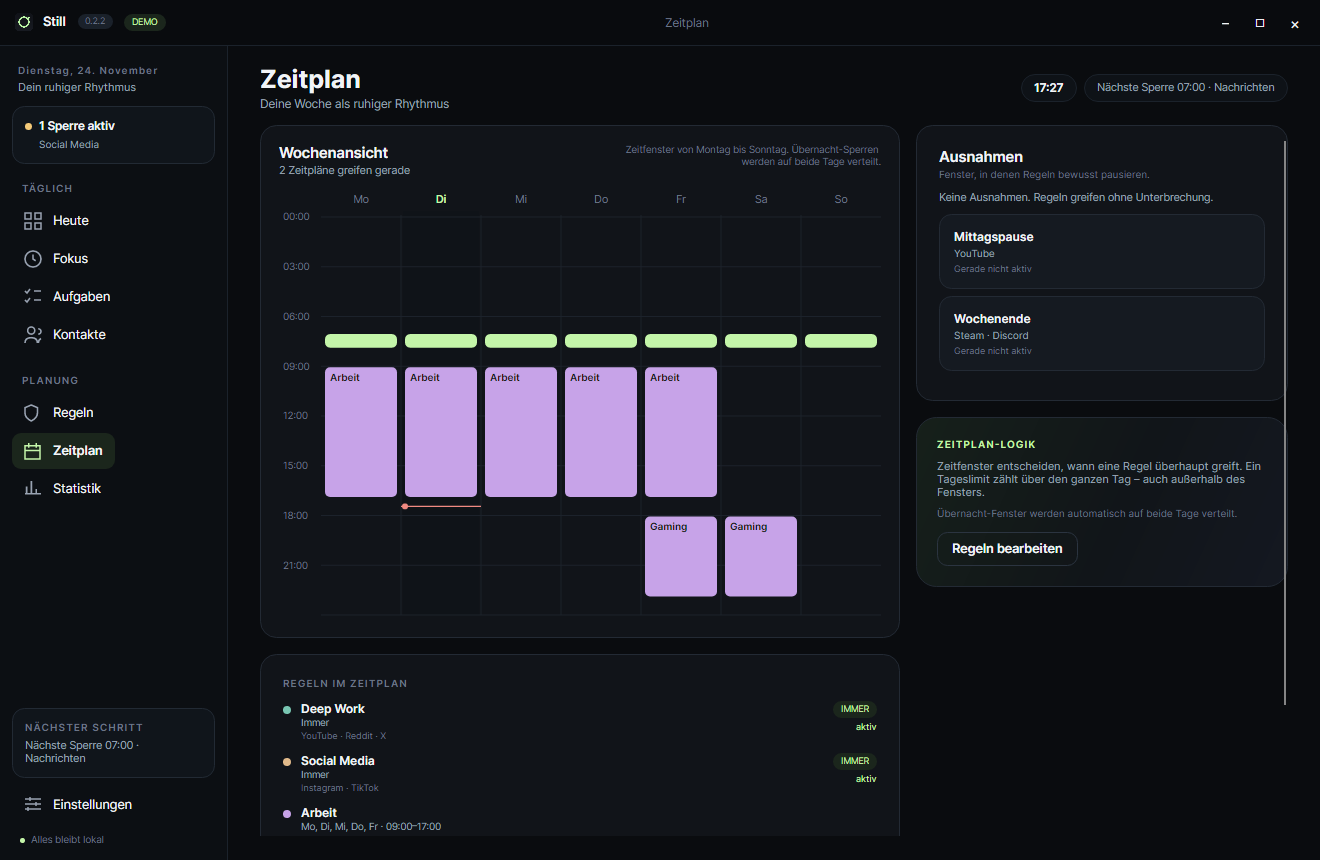 Still 0.2.2 DEMO
Zeitplan
Dienstag, 24. November
Dein ruhiger Rhythmus
1 Sperre aktiv
Social Media
TÄGLICH
Heute
Fokus
Aufgaben
Kontakte
PLANUNG
Regeln
Zeitplan
Statistik
NÄCHSTER SCHRITT
Nächste Sperre 07:00 ·
Nachrichten
Einstellungen
Alles bleibt lokal
Zeitplan
Deine Woche als ruhiger Rhythmus
17:27
Nächste Sperre 07:00 · Nachrichten
Wochenansicht
2 Zeitpläne greifen gerade
Zeitfenster von Montag bis Sonntag. Übernacht-Sperren
werden auf beide Tage verteilt.
Mo Di Mi Do Fr Sa So
00:00
03:00
06:00
09:00
Arbeit Arbeit Arbeit Arbeit Arbeit
12:00
15:00
18:00
Gaming Gaming
21:00
REGELN IM ZEITPLAN
Deep Work
Immer
YouTube · Reddit · X
IMMER
aktiv
Social Media
Immer
Instagram · TikTok
IMMER
aktiv
Arbeit
Mo, Di, Mi, Do, Fr · 09:00–17:00
Ausnahmen
Fenster, in denen Regeln bewusst pausieren.
Keine Ausnahmen. Regeln greifen ohne Unterbrechung.
Mittagspause
YouTube
Gerade nicht aktiv
Wochenende
Steam · Discord
Gerade nicht aktiv
ZEITPLAN-LOGIK
Zeitfenster entscheiden, wann eine Regel überhaupt greift. Ein
Tageslimit zählt über den ganzen Tag – auch außerhalb des
Fensters.
Übernacht-Fenster werden automatisch auf beide Tage verteilt.
Regeln bearbeiten